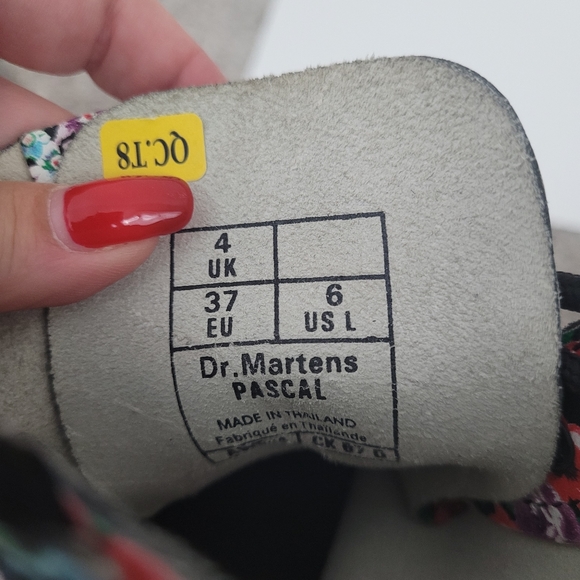 QC.T8
4
UK
37 6
EU US L
Dr.Martens
PASCAL
MADE IN THAILAND
Fabriqué en Thaïlande